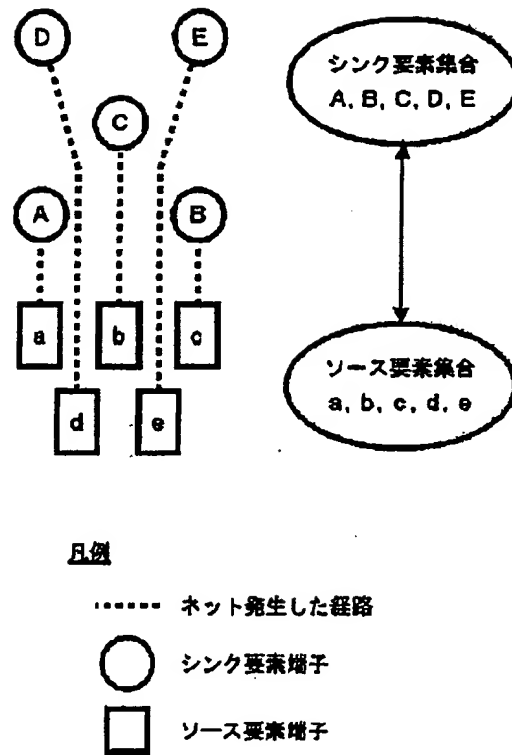 D
E
C
A
B
a
b
c
d
e
シンク要素集合
A, B, C, D, E
ソース要素集合
a, b, c, d, e
凡例
ネット発生した経路
シンク要素端子
ソース要素端子